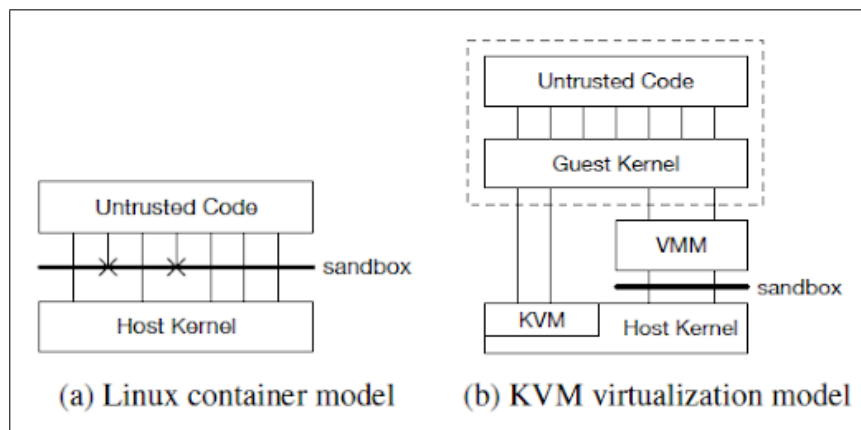 Untrusted Code
sandbox
Host Kernel
(a) Linux container model
Untrusted Code
Guest Kernel
VMM
sandbox
KVM
Host Kernel
(b) KVM virtualization model